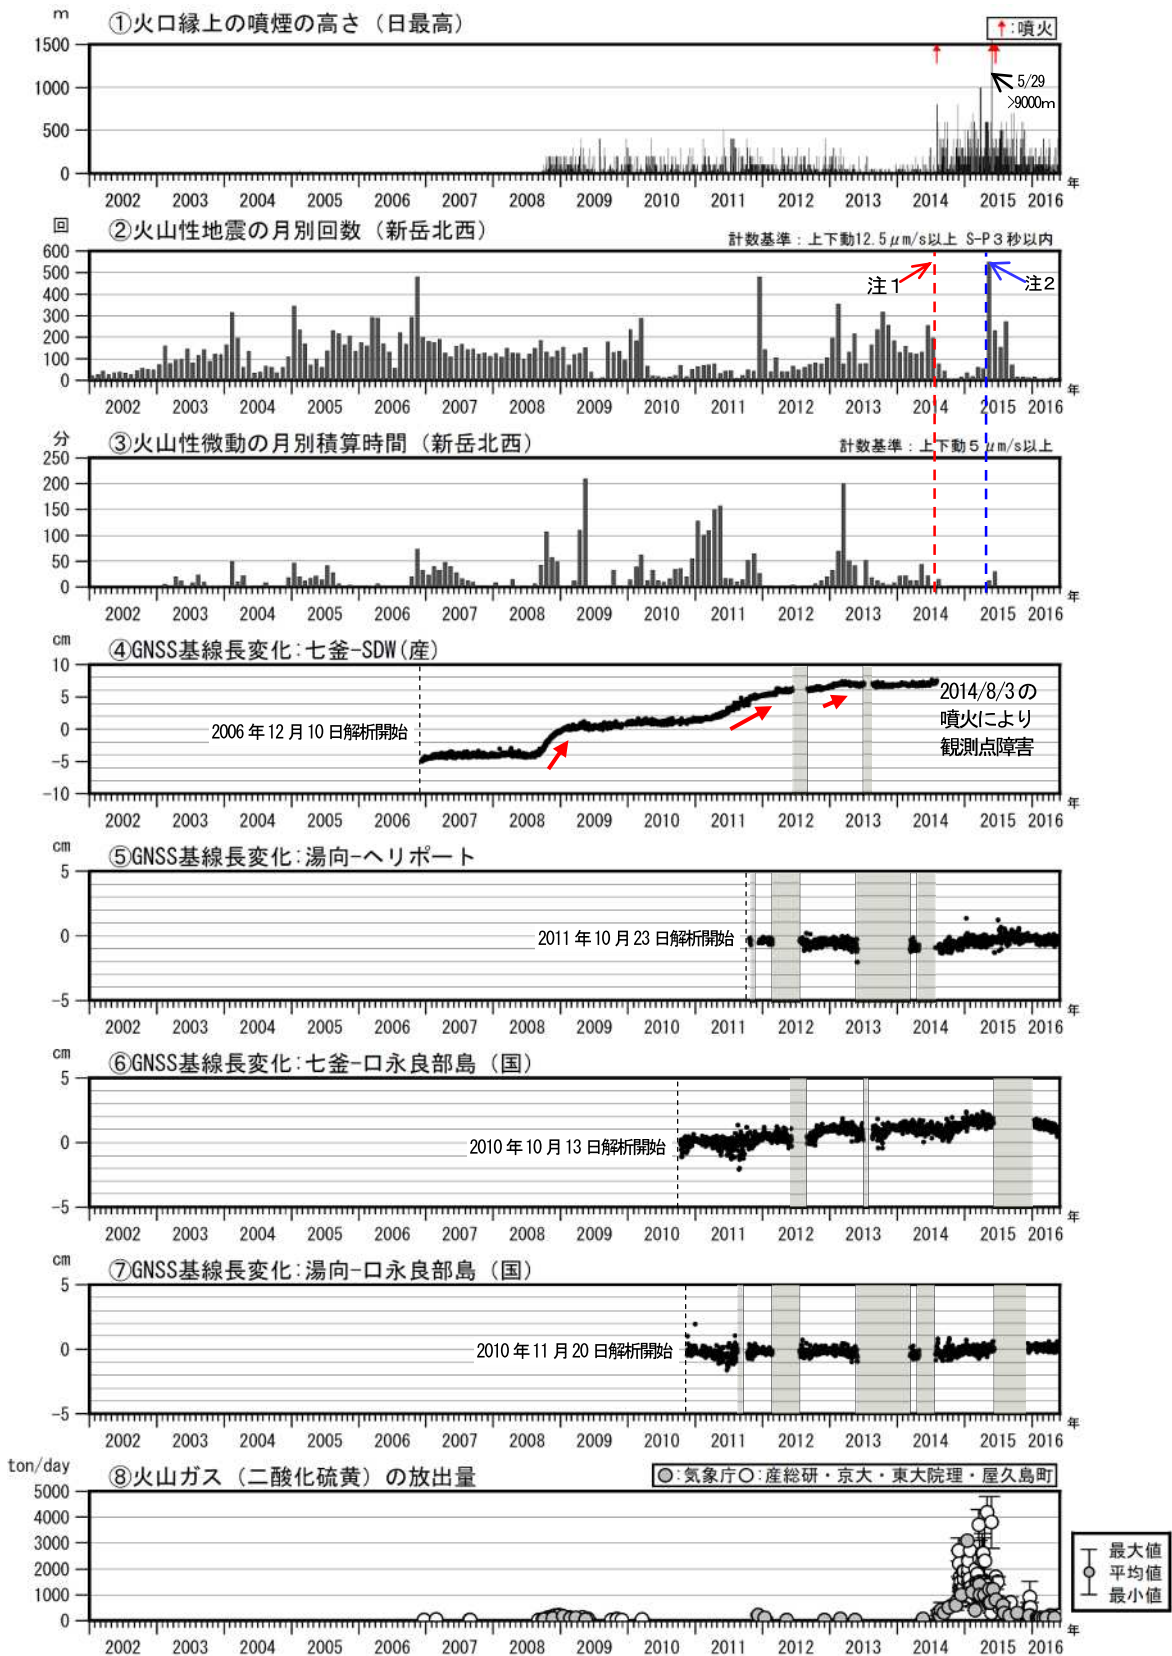 m
①火口縁上の噴煙の高さ（日最高）
↑:噴火
1500
1000
500
0
5/29
>9000m
2002 2003 2004 2005 2006 2007 2008 2009 2010 2011 2012 2013 2014 2015 2016 年
回
②火山性地震の月別回数（新岳北西）
計数基準：上下動12.5μm/s以上 S-P3秒以内
600
500
400
300
200
100
0
注1
注2
2002 2003 2004 2005 2006 2007 2008 2009 2010 2011 2012 2013 2014 2015 2016 年
分
③火山性微動の月別積算時間（新岳北西）
計数基準：上下動5μm/s以上
250
200
150
100
50
0
2002 2003 2004 2005 2006 2007 2008 2009 2010 2011 2012 2013 2014 2015 2016 年
cm
④GNSS基線長変化:七釜-SDW(産)
10
5
0
-5
-10
2006年12月10日解析開始
2014/8/3の
噴火により
観測点障害
2002 2003 2004 2005 2006 2007 2008 2009 2010 2011 2012 2013 2014 2015 2016 年
cm
⑤GNSS基線長変化:湯向-ヘリポート
5
0
-5
2011年10月23日解析開始
2002 2003 2004 2005 2006 2007 2008 2009 2010 2011 2012 2013 2014 2015 2016 年
cm
⑥GNSS基線長変化:七釜-口永良部島（国）
5
0
-5
2010年10月13日解析開始
2002 2003 2004 2005 2006 2007 2008 2009 2010 2011 2012 2013 2014 2015 2016 年
cm
⑦GNSS基線長変化:湯向-口永良部島（国）
5
0
-5
2010年11月20日解析開始
2002 2003 2004 2005 2006 2007 2008 2009 2010 2011 2012 2013 2014 2015 2016 年
ton/day
⑧火山ガス（二酸化硫黄）の放出量
●:気象庁○:産総研・京大・東大院理・屋久島町
5000
4000
3000
2000
1000
0
最大値
平均値
最小値
2002 2003 2004 2005 2006 2007 2008 2009 2010 2011 2012 2013 2014 2015 2016 年